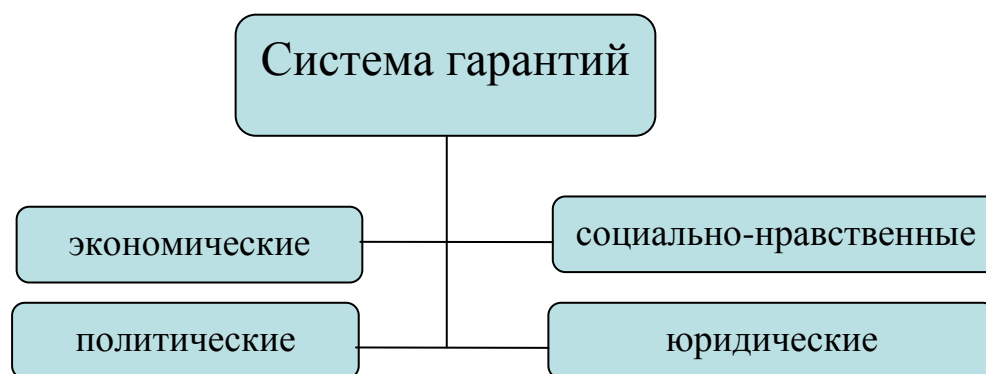 Система гарантий
экономические
социально-нравственные
политические
юридические